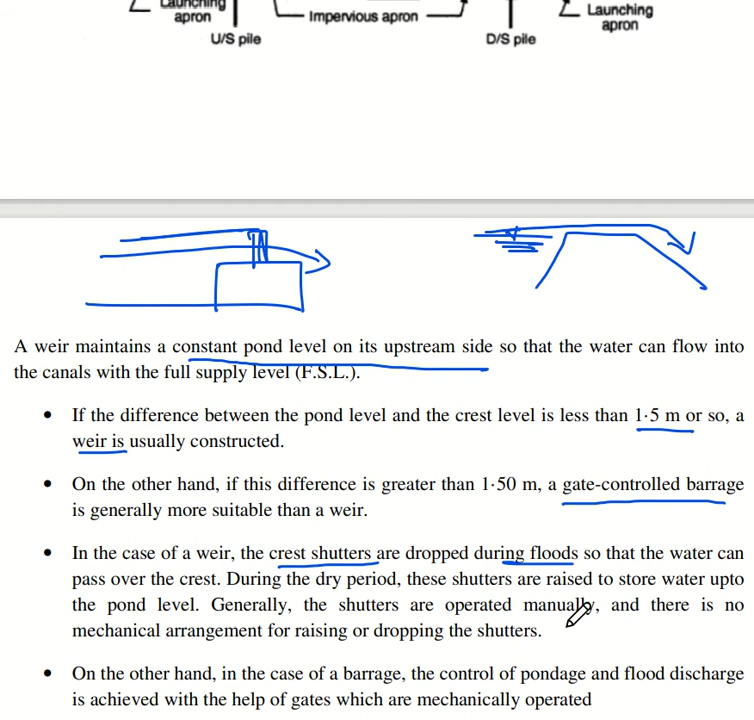 Launching
apron
Impervious apron
Launching
apron
U/S pile
D/S pile
A weir maintains a constant pond level on its upstream side so that the water can flow into
the canals with the full supply level (F.S.L.).
• If the difference between the pond level and the crest level is less than 1·5 m or so, a
weir is usually constructed.
• On the other hand, if this difference is greater than 1·50 m, a gate-controlled barrage
is generally more suitable than a weir.
• In the case of a weir, the crest shutters are dropped during floods so that the water can
pass over the crest. During the dry period, these shutters are raised to store water upto
the pond level. Generally, the shutters are operated manually, and there is no
mechanical arrangement for raising or dropping the shutters.
• On the other hand, in the case of a barrage, the control of pondage and flood discharge
is achieved with the help of gates which are mechanically operated